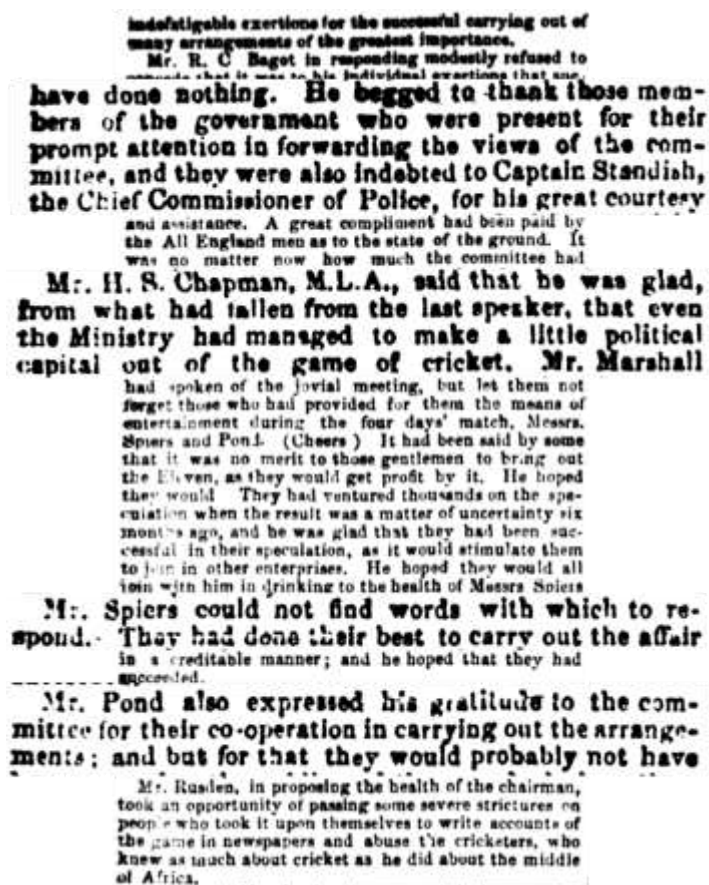 indefatigable exertions for the successful carrying out of
many arrangements of the greatest importance.
Mr. R. C Bagot in responding modestly refused to
that it was to his individual exertions that
have done nothing. He begged to thank those mem-
bers of the government who were present for their
prompt attention in forwarding the views of the com-
mittee, and they were also indebted to Captain Standish,
the Chief Commissioner of Police, for his great courtesy
and assistance. A great compliment had been paid by
the All England men as to the state of the ground. It
was no matter now how much the committee had
Mr. H. S. Chapman, M.L.A., said that he was glad,
from what had fallen from the last speaker, that even
the Ministry had managed to make a little political
capital out of the game of cricket. Mr. Marshall
had spoken of the jovial meeting, but let them not
forget those who had provided for them the means of
entertainment during the four days' match, Messrs.
Spiers and Pond. (Cheers ) It had been said by some
that it was no merit to those gentlemen to bring out
the Eleven, as they would get profit by it. He hoped
they would They had ventured thousands on the spe-
culation when the result was a matter of uncertainty six
months ago, and he was glad that they had been suc-
cessful in their speculation, as it would stimulate them
to join in other enterprises. He hoped they would all
join with him in drinking to the health of Messrs Spiers
Mr. Spiers could not find words with which to re-
spond. They had done their best to carry out the affair
in a creditable manner; and he hoped that they had
succeeded.
Mr. Pond also expressed his gratitude to the com-
mittee for their co-operation in carrying out the arrange-
ments; and but for that they would probably not have
Mr. Rusden, in proposing the health of the chairman,
took an opportunity of passing some severe strictures on
people who took it upon themselves to write accounts of
the game in newspapers and abuse the cricketers, who
knew as much about cricket as he did about the middle
of Africa.